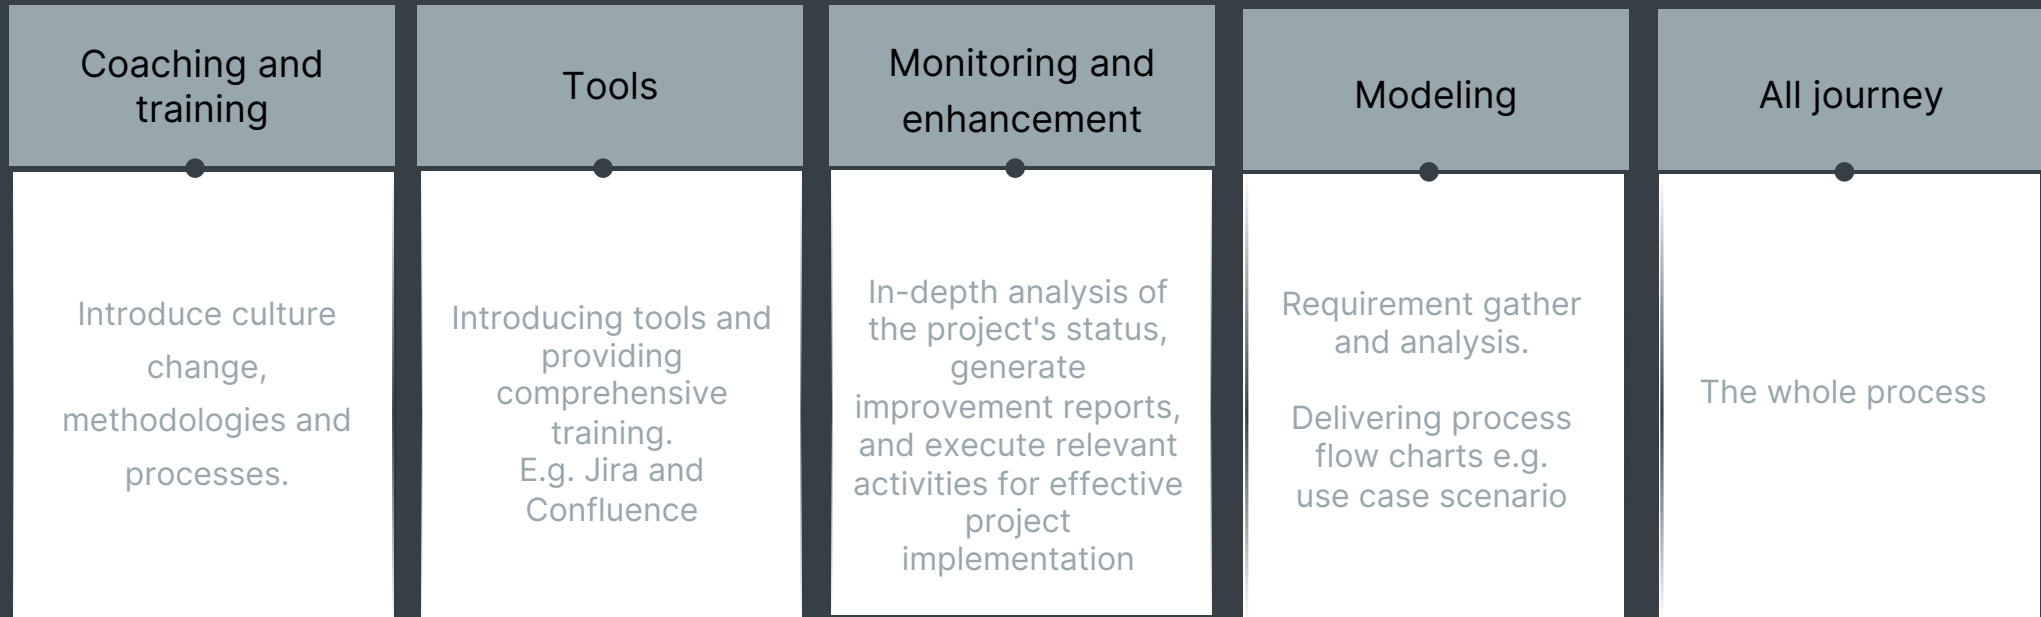 Coaching and
training
Introduce culture
change,
methodologies and
processes.
Tools
Introducing tools and
providing
comprehensive
training.
E.g. Jira and
Confluence
Monitoring and
enhancement
In-depth analysis of
the project's status,
generate
improvement reports,
and execute relevant
activities for effective
project
implementation
Modeling
Requirement gather
and analysis.
Delivering process
flow charts e.g.
use case scenario
All journey
The whole process